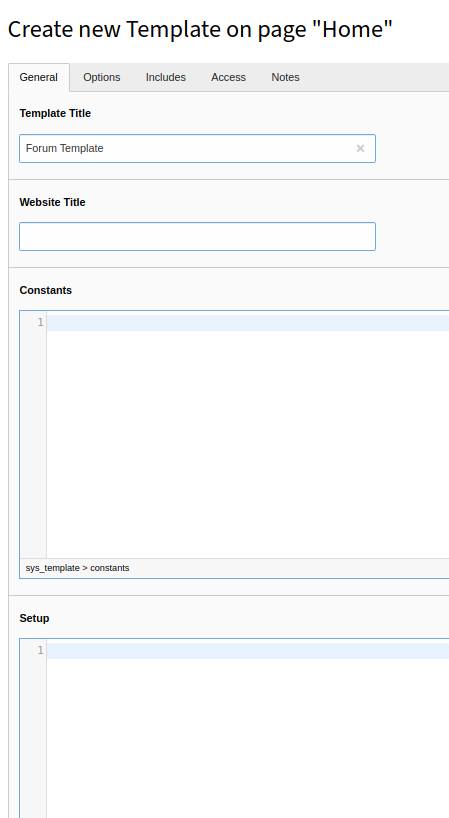 Create new Template on page "Home"
General Options Includes Access Notes
Template Title
Forum Template ×
Website Title
Constants
1
sys_template > constants
Setup
1